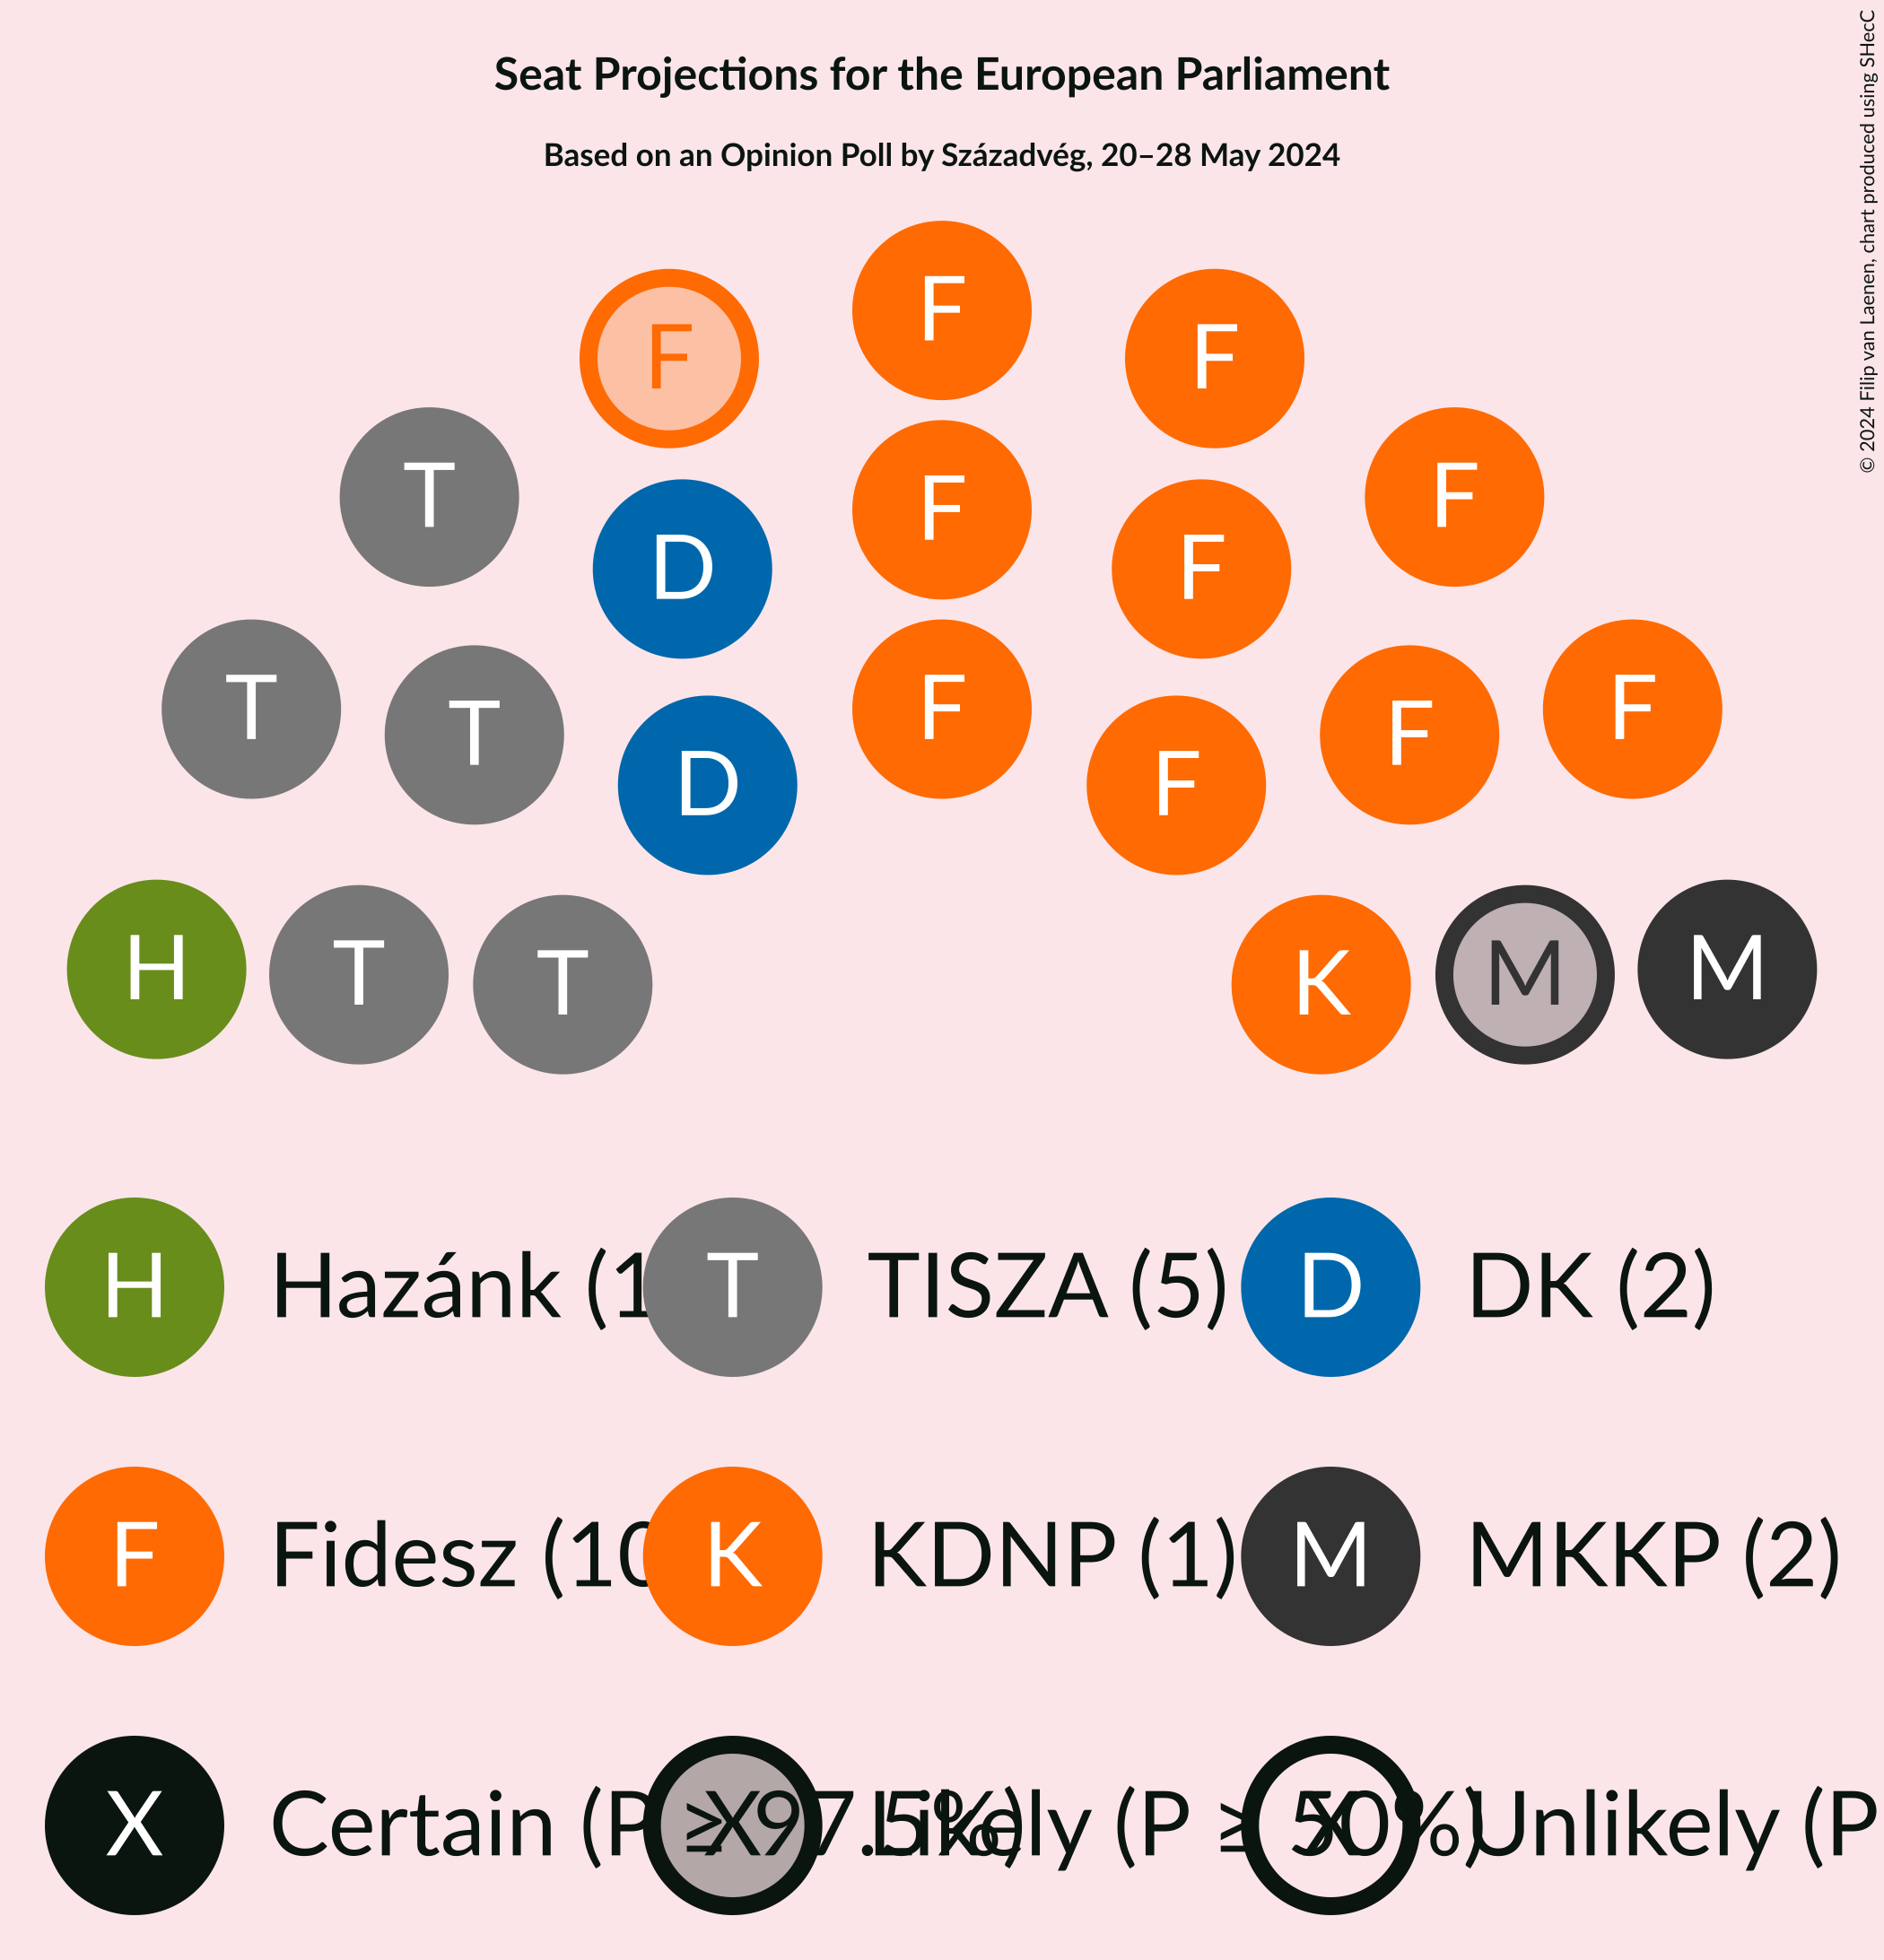 Seat Projections for the European Parliament
Based on an Opinion Poll by Századvég, 20–28 May 2024
© 2024 Filip van Laenen, chart produced using SHecC
F
F F
T F
D F F
T F
T D F F F
H T T K M M
H Hazánk (1 T TISZA (5) D DK (2)
F Fidesz (10 K KDNP (1) M MKKP (2)
X Certain (P ≥ 97.5%) X Likely (P ≥ 50%) X Unlikely (P